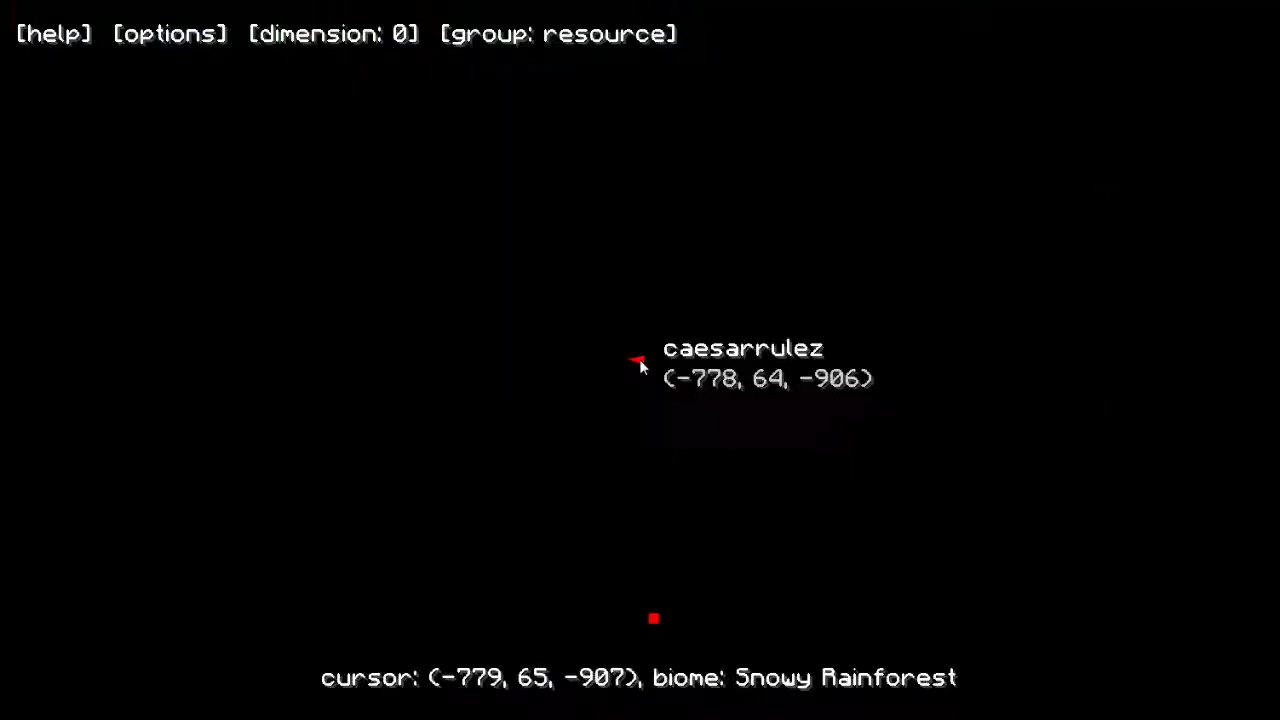 [help] [options] [dimension: 0] [group: resource]
caesarrulez
(-778, 64, -906)
cursor: (-779, 65, -907), biome: Snowy Rainforest